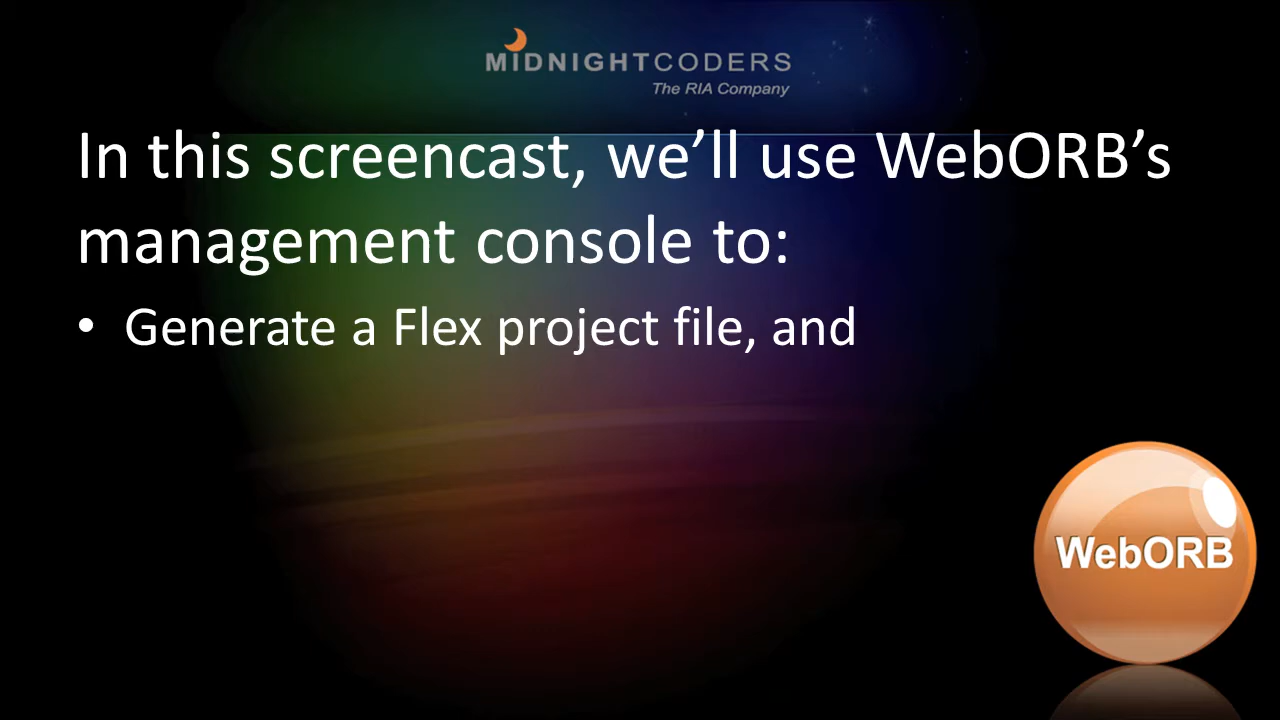 MIDNIGHTCODERS
The RIA Company
In this screencast, we’ll use WebORB’s
management console to:
• Generate a Flex project file, and
WebORB